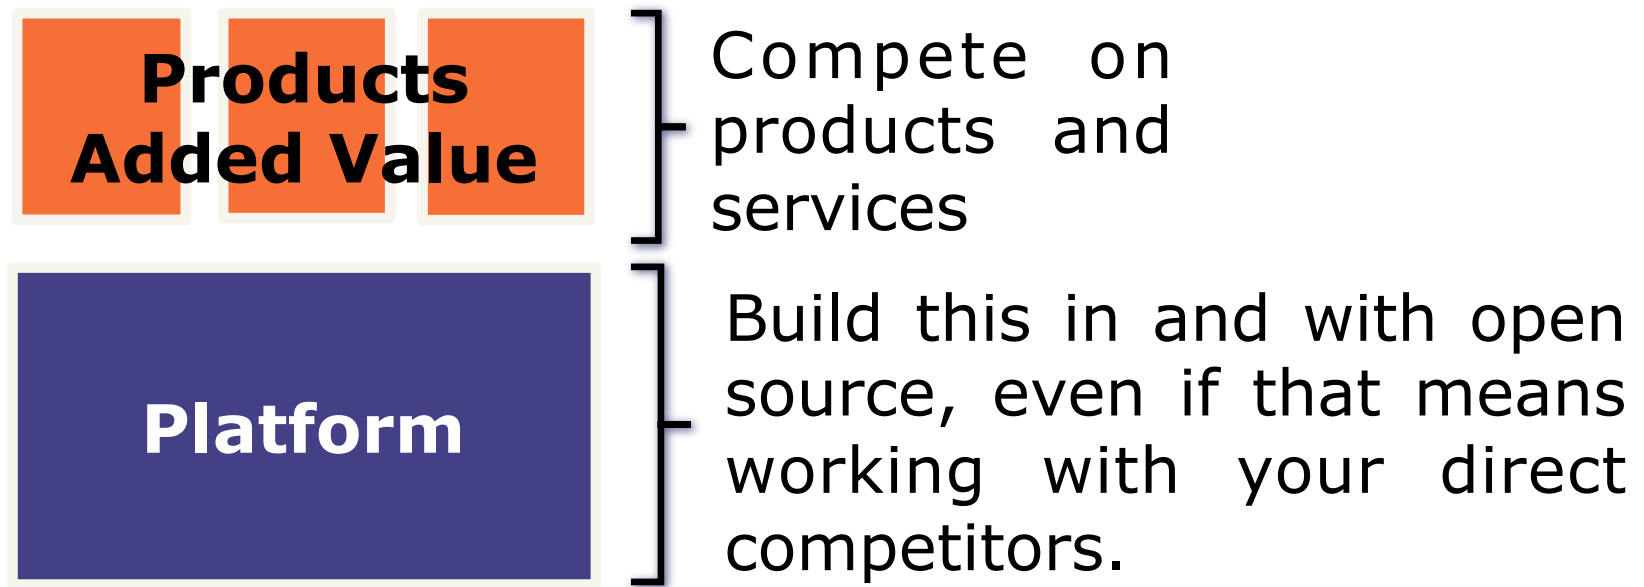 Products
Added Value
Compete on
products and
services
Platform
Build this in and with open
source, even if that means
working with your direct
competitors.